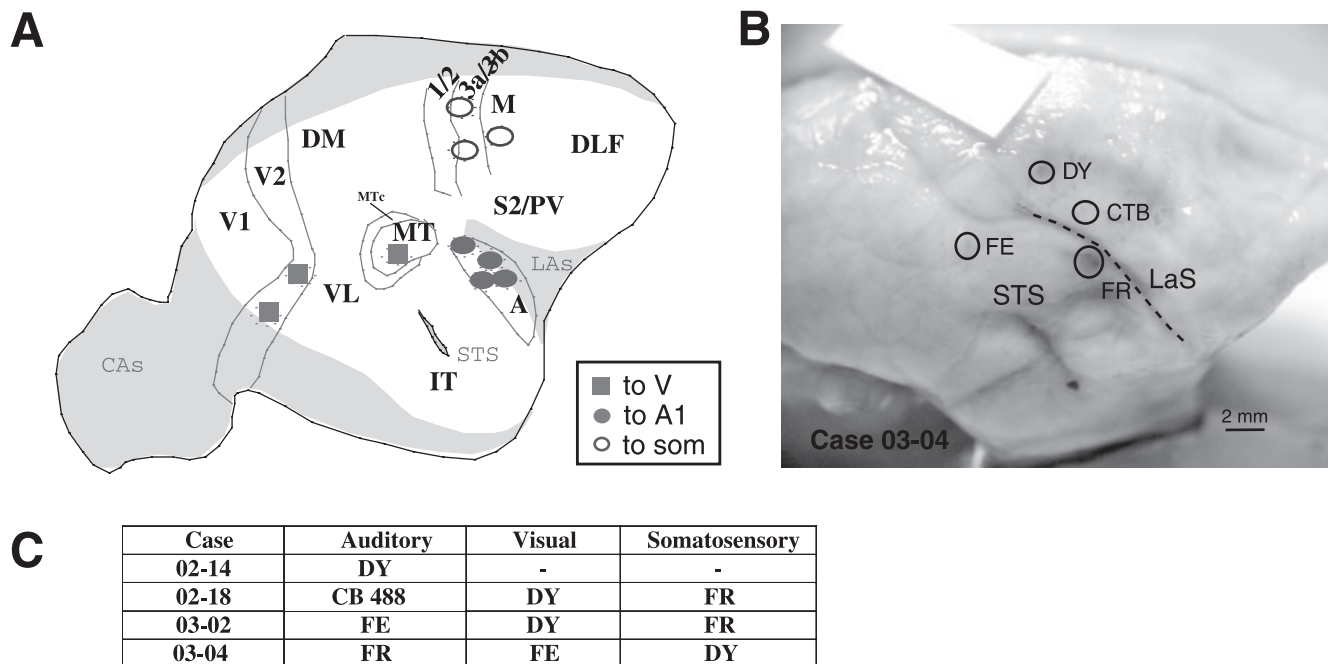 A
1/2
3a/3b
M
DM
DLF
V2
MTc
S2/PV
V1
MT
LAs
VL
A
CAs
STS
IT
to V
to A1
to som
B
DY
CTB
FE
FR
LaS
STS
2 mm
Case 03-04
C
Case Auditory Visual Somatosensory
02-14 DY - -
02-18 CB 488 DY FR
03-02 FE DY FR
03-04 FR FE DY